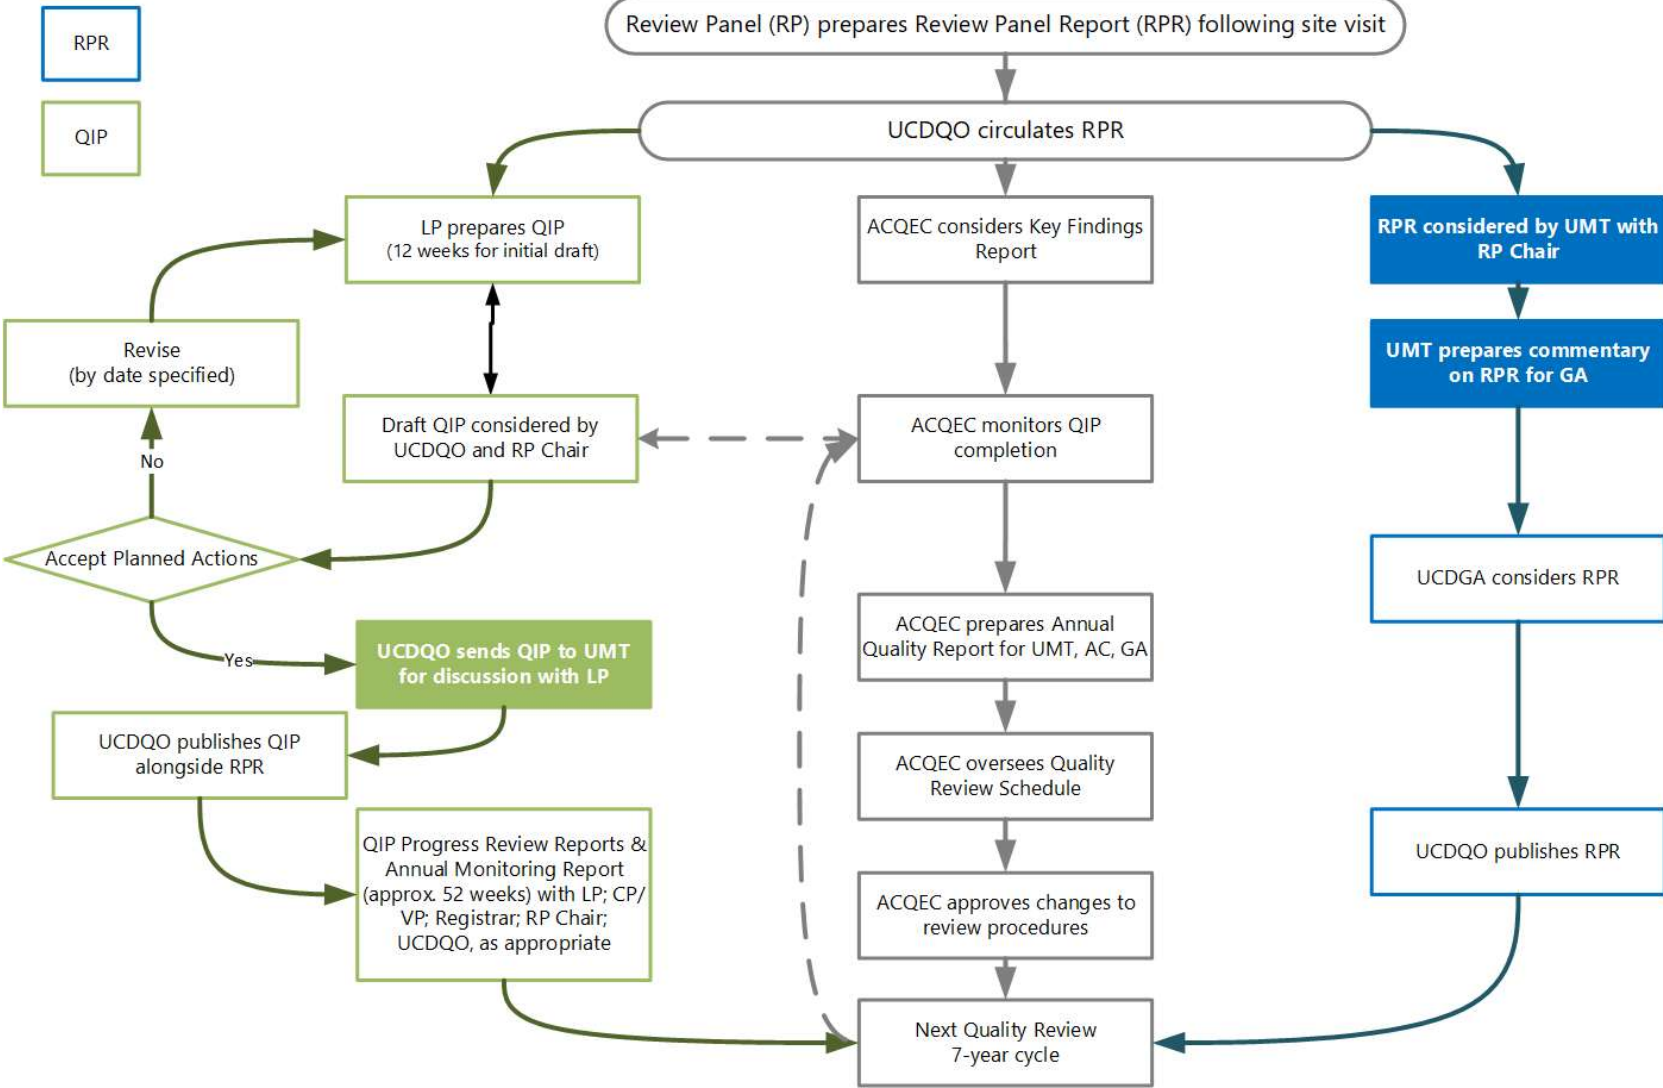 RPR
QIP
Review Panel (RP) prepares Review Panel Report (RPR) following site visit
UCDQO circulates RPR
LP prepares QIP
(12 weeks for initial draft)
Revise
(by date specified)
No
Draft QIP considered by
UCDQO and RP Chair
Accept Planned Actions
Yes
UCDQO sends QIP to UMT
for discussion with LP
UCDQO publishes QIP
alongside RPR
QIP Progress Review Reports &
Annual Monitoring Report
(approx. 52 weeks) with LP; CP/
VP; Registrar; RP Chair;
UCDQO, as appropriate
ACQEC considers Key Findings
Report
ACQEC monitors QIP
completion
ACQEC prepares Annual
Quality Report for UMT, AC, GA
ACQEC oversees Quality
Review Schedule
ACQEC approves changes to
review procedures
Next Quality Review
7-year cycle
RPR considered by UMT with
RP Chair
UMT prepares commentary
on RPR for GA
UCDGA considers RPR
UCDQO publishes RPR